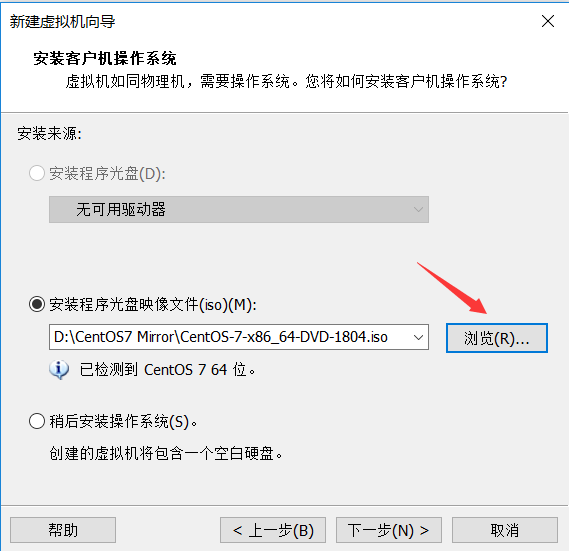 新建虚拟机向导
安装客户机操作系统
虚拟机如同物理机，需要操作系统。您将如何安装客户机操作系统?
安装来源:
安装程序光盘(D):
无可用驱动器
安装程序光盘映像文件(iso)(M):
D:\CentOS7 Mirror\CentOS-7-x86_64-DVD-1804.iso
浏览(R)...
已检测到 CentOS 7 64 位。
稍后安装操作系统(S)。
创建的虚拟机将包含一个空白硬盘。
帮助
< 上一步(B)
下一步(N) >
取消